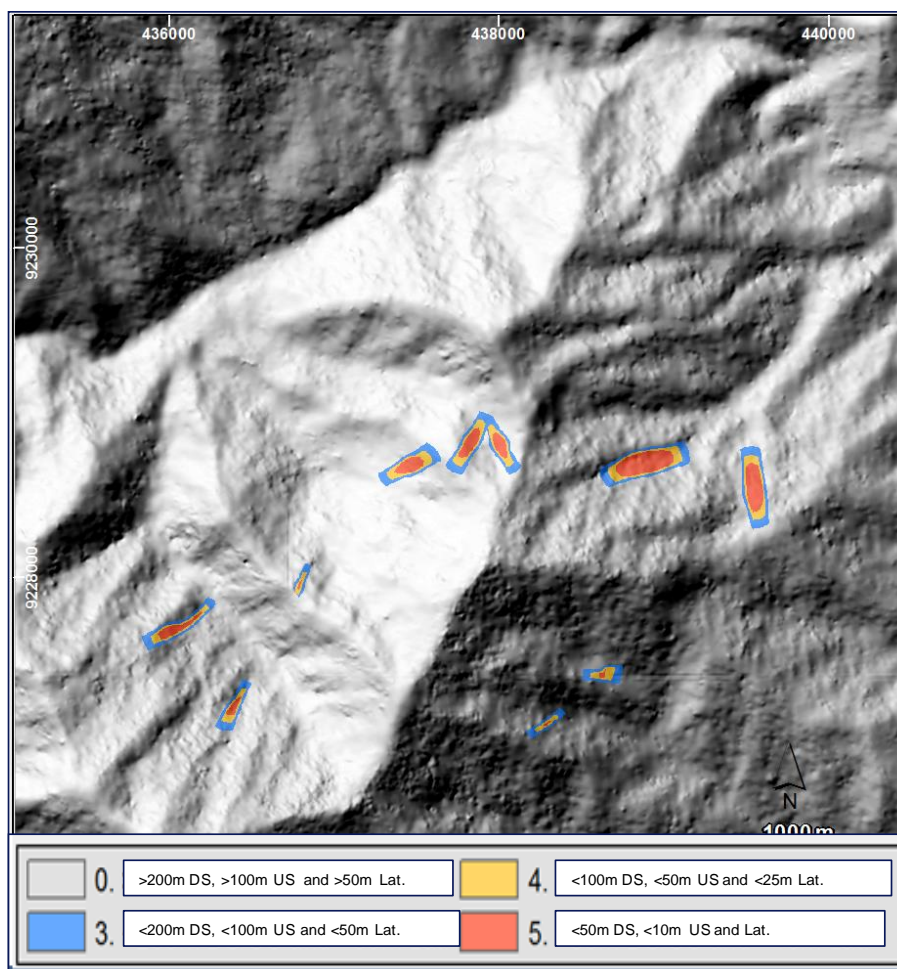 436000 438000 440000
9230000
9228000
N
1000 m
0. >200m DS, >100m US and >50m Lat.
4. <100m DS, <50m US and <25m Lat.
3. <200m DS, <100m US and <50m Lat.
5. <50m DS, <10m US and Lat.